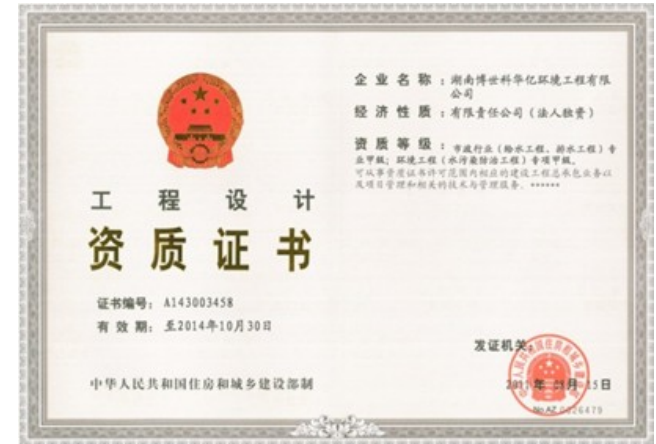 工程设计
资质证书
证书编号：A143003458
有 效 期：至2014年10月30日
中华人民共和国住房和城乡建设部制
企 业 名 称：湖南博世科华亿环境工程有限
公司
经 济 性 质：有限责任公司（法人独资）
资 质 等 级：市政行业（给水工程、排水工程）专
业甲级；环境工程（水污染防治工程）专项甲级。
可从事资质证书许可范围内相应的建设工程总承包业务以
及项目管理和相关的技术与管理服务。******
发证机关
年 月 15日
No.AZ 0026479